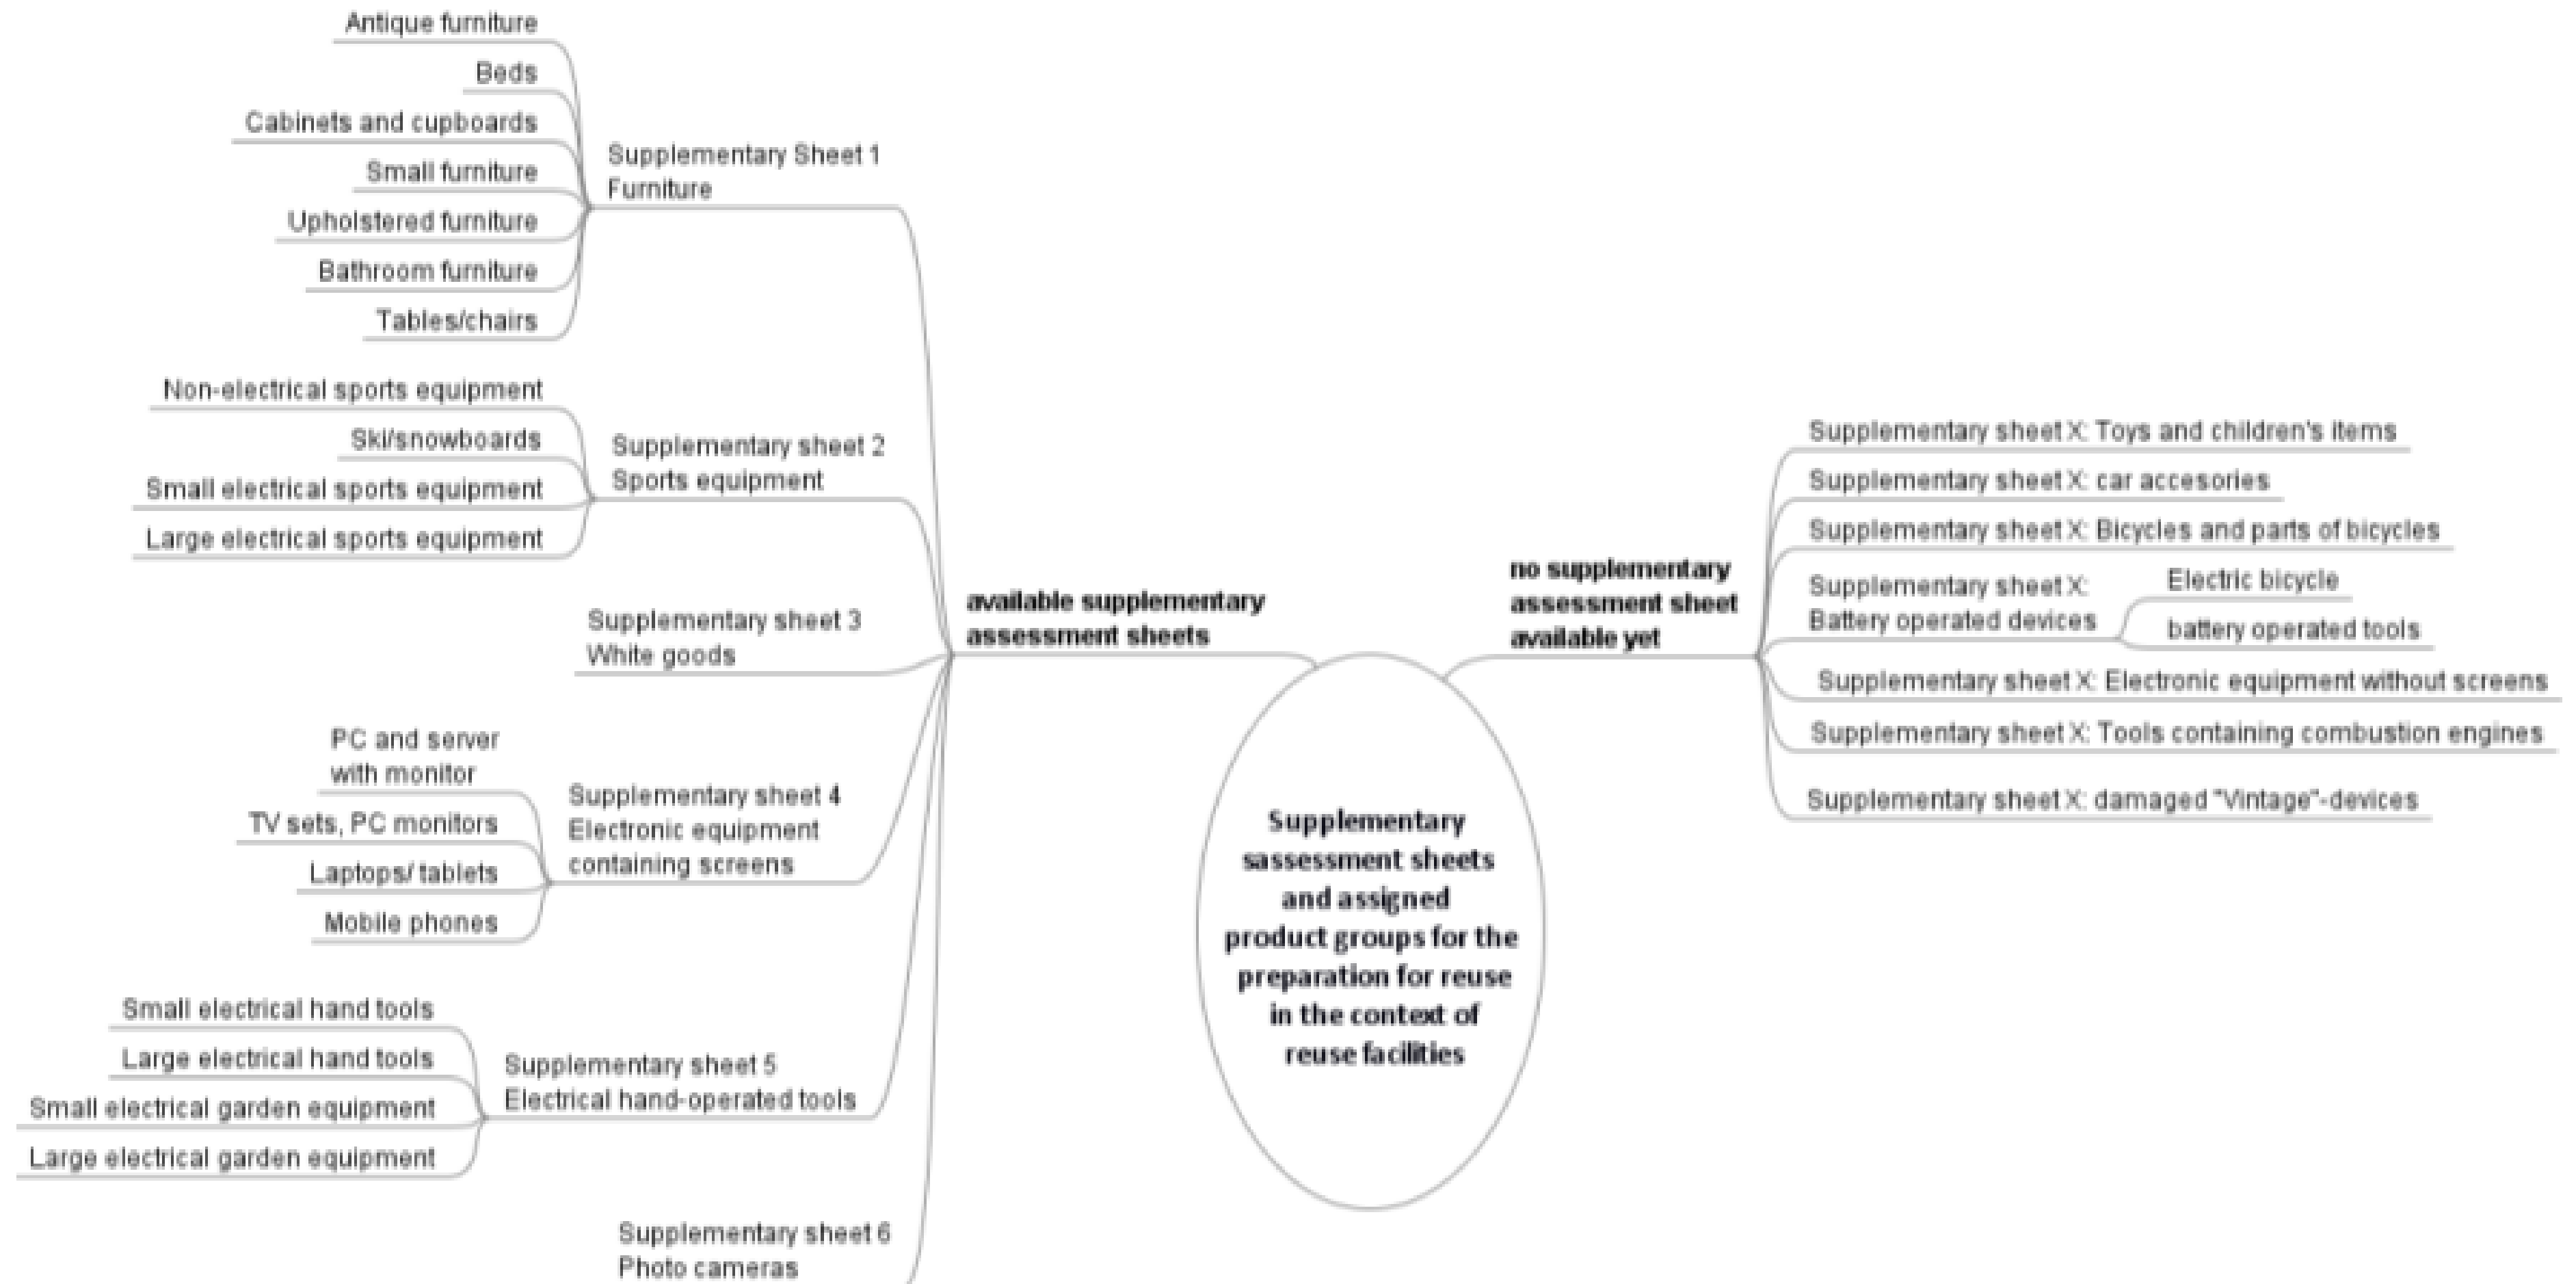 Antique furniture
Beds
Cabinets and cupboards
Small furniture
Upholstered furniture
Bathroom furniture
Tables/chairs
Supplementary Sheet 1
Furniture
Non-electrical sports equipment
Ski/snowboards
Small electrical sports equipment
Large electrical sports equipment
Supplementary sheet 2
Sports equipment
Supplementary sheet 3
White goods
PC and server
with monitor
TV sets, PC monitors
Laptops/ tablets
Mobile phones
Supplementary sheet 4
Electronic equipment
containing screens
Small electrical hand tools
Large electrical hand tools
Small electrical garden equipment
Large electrical garden equipment
Supplementary sheet 5
Electrical hand-operated tools
Supplementary sheet 6
Photo cameras
available supplementary
assessment sheets
Supplementary
sassessment sheets
and assigned
product groups for the
preparation for reuse
in the context of
reuse facilities
no supplementary
assessment sheet
available yet
Supplementary sheet X: Toys and children's items
Supplementary sheet X: car accesories
Supplementary sheet X: Bicycles and parts of bicycles
Supplementary sheet X:
Battery operated devices
Electric bicycle
battery operated tools
Supplementary sheet X: Electronic equipment without screens
Supplementary sheet X: Tools containing combustion engines
Supplementary sheet X: damaged "Vintage"-devices